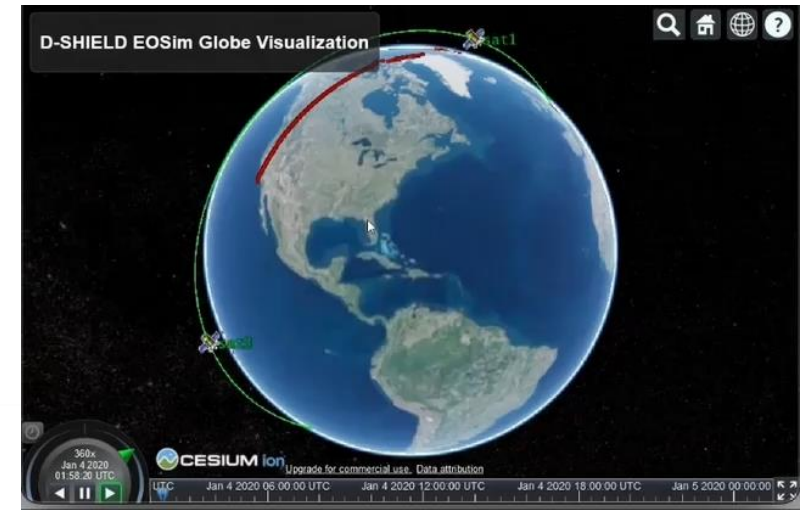 D-SHIELD EOSim Globe Visualization
?
sat1
360x
Jan 4 2020
01:58:20 UTC
CESIUM ion
Upgrade for commercial use. Data attribution
UTC
Jan 4 2020 06:00:00 UTC
Jan 4 2020 12:00:00 UTC
Jan 4 2020 18:00:00 UTC
Jan 5 2020 00:00:00